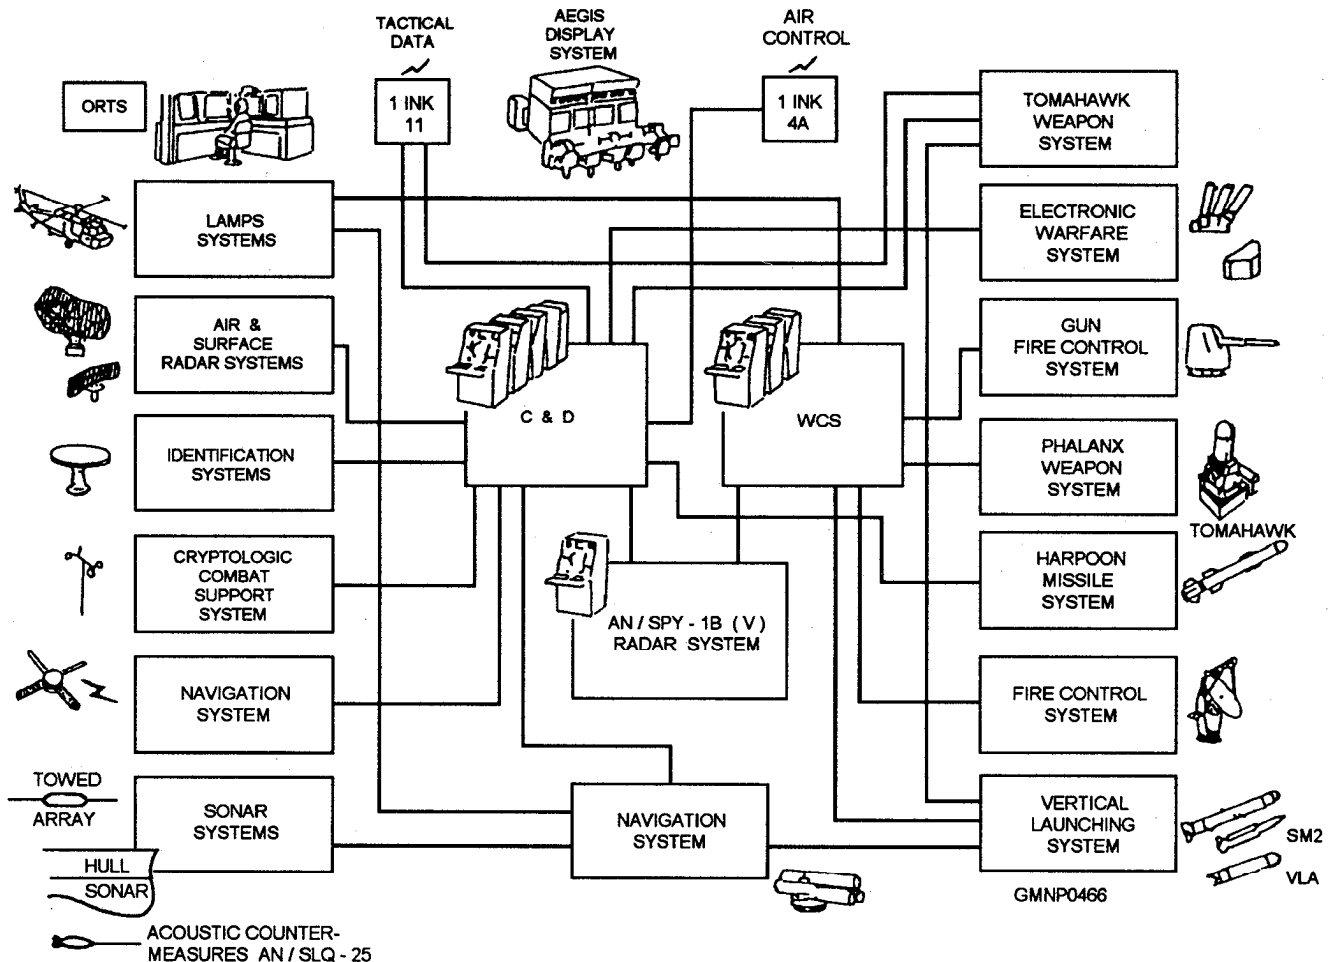 TACTICAL
DATA
AEGIS
DISPLAY
SYSTEM
AIR
CONTROL
ORTS
1 INK
11
1 INK
4A
TOMAHAWK
WEAPON
SYSTEM
LAMPS
SYSTEMS
ELECTRONIC
WARFARE
SYSTEM
AIR &
SURFACE
RADAR SYSTEMS
GUN
FIRE CONTROL
SYSTEM
C & D
WCS
IDENTIFICATION
SYSTEMS
PHALANX
WEAPON
SYSTEM
TOMAHAWK
CRYPTOLOGIC
COMBAT
SUPPORT
SYSTEM
HARPOON
MISSILE
SYSTEM
AN / SPY - 1B ( V )
RADAR SYSTEM
NAVIGATION
SYSTEM
FIRE CONTROL
SYSTEM
TOWED
ARRAY
SONAR
SYSTEMS
NAVIGATION
SYSTEM
VERTICAL
LAUNCHING
SYSTEM
SM2
VLA
HULL
SONAR
GMNP0466
ACOUSTIC COUNTER-
MEASURES AN / SLQ - 25